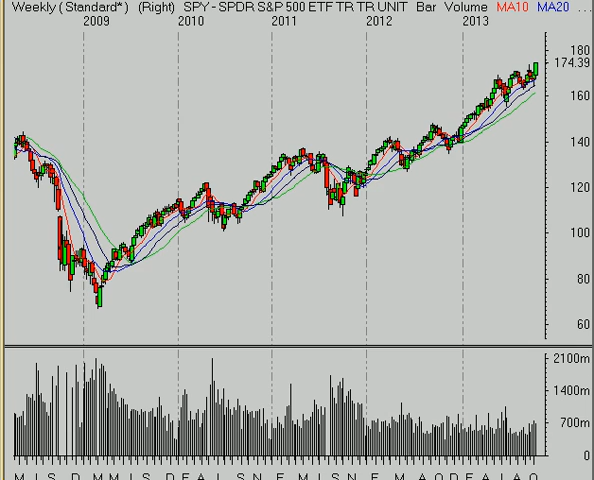 Weekly (Standard*) (Right) SPY - SPDR S&P 500 ETF TR TR UNIT Bar Volume MA10 MA20 ...
2009 2010 2011 2012 2013
180
174.39
160
140
120
100
80
60
2100m
1400m
700m
0
M J S D M M J S D E A J S N E M J S N E M A O D E J A O